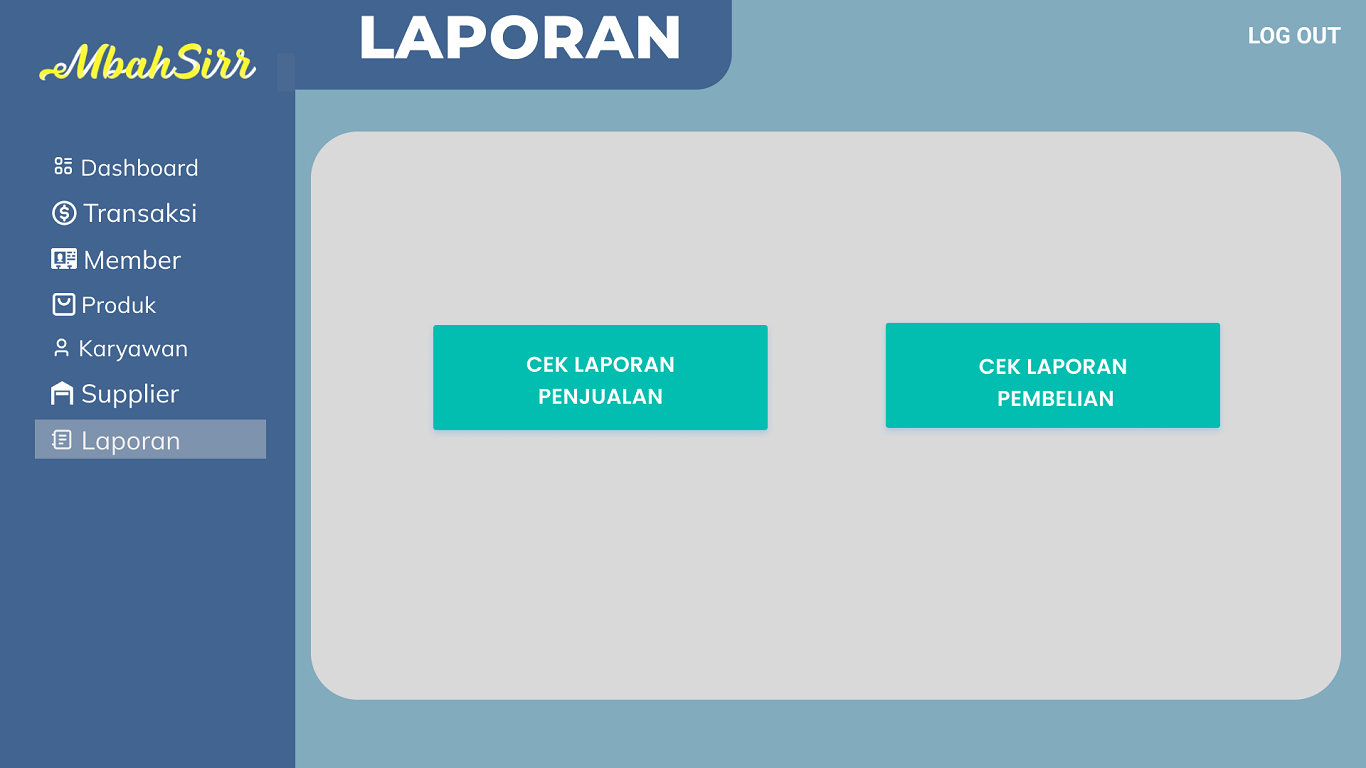 MbahSirr
LAPORAN
LOG OUT
Dashboard
Transaksi
Member
Produk
Karyawan
Supplier
Laporan
CEK LAPORAN
PENJUALAN
CEK LAPORAN
PEMBELIAN